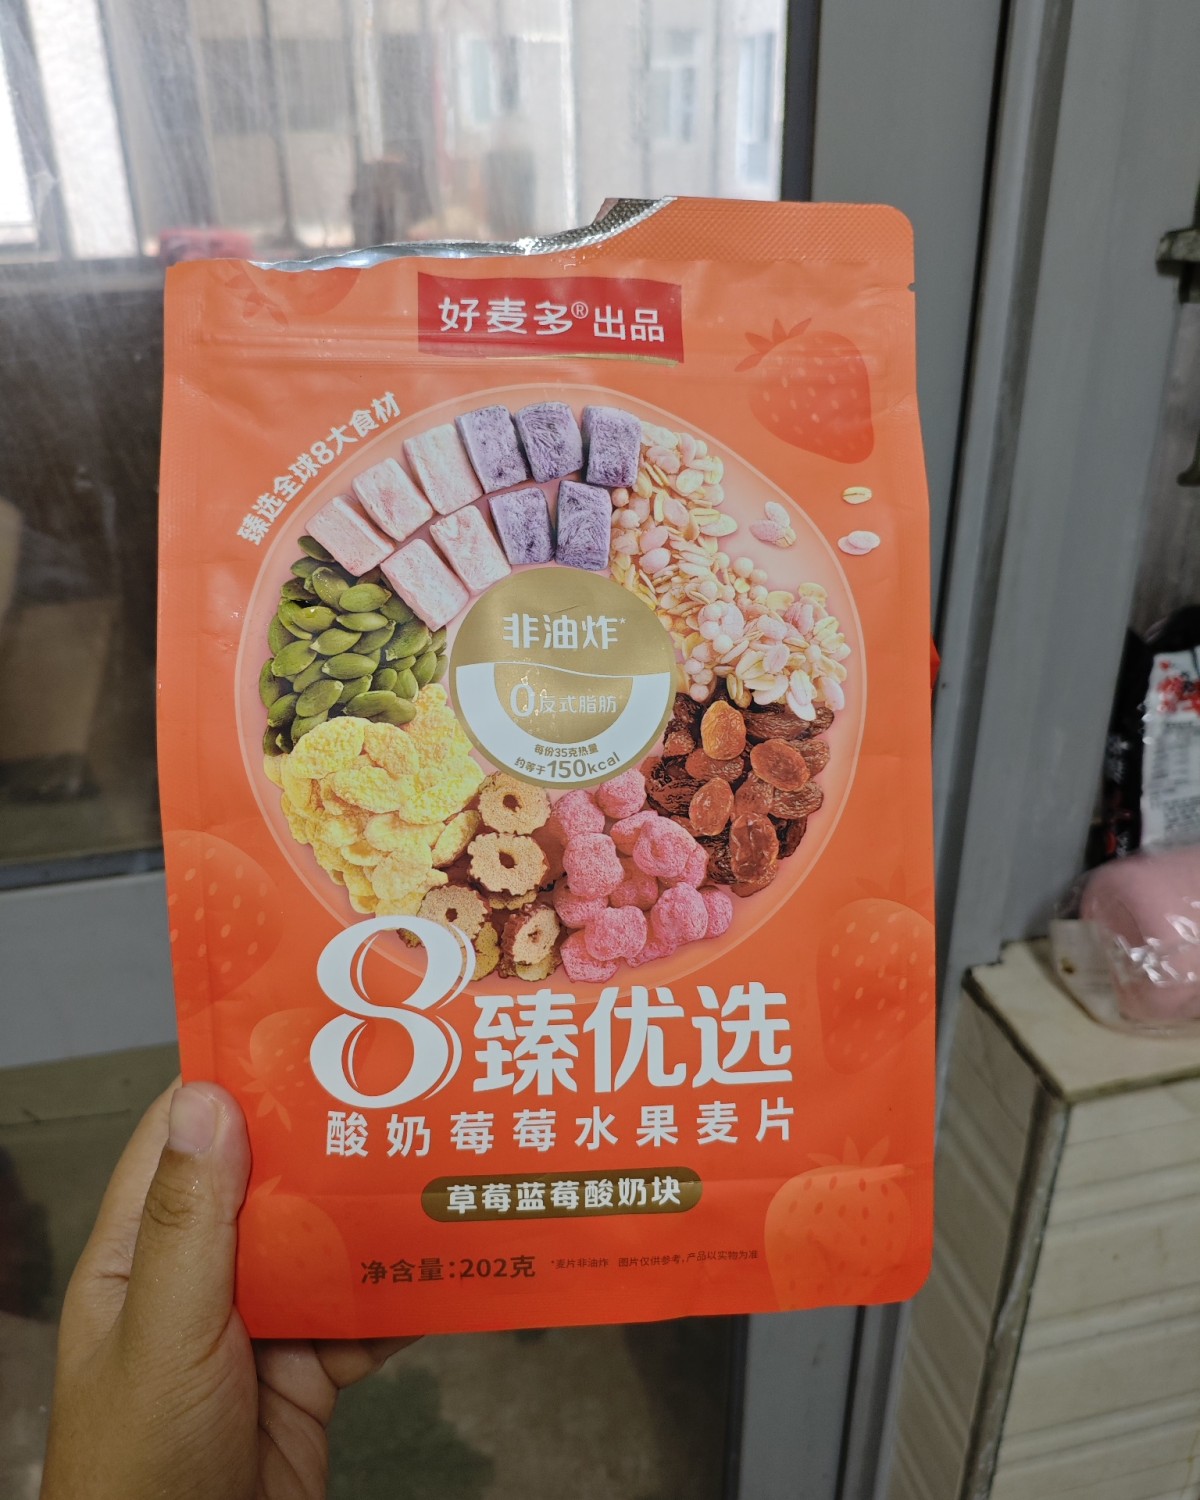 好麦多®出品
臻选全球8大食材
非油炸*
0反式脂肪
每份35克热量
约等于150kcal
8臻优选
酸奶莓莓水果麦片
草莓蓝莓酸奶块
净含量:202克
*麦片非油炸 图片仅供参考,产品以实物为准